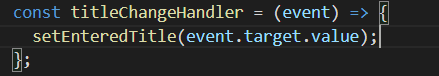 const titleChangeHandler = (event) => {
  setEnteredTitle(event.target.value);
};